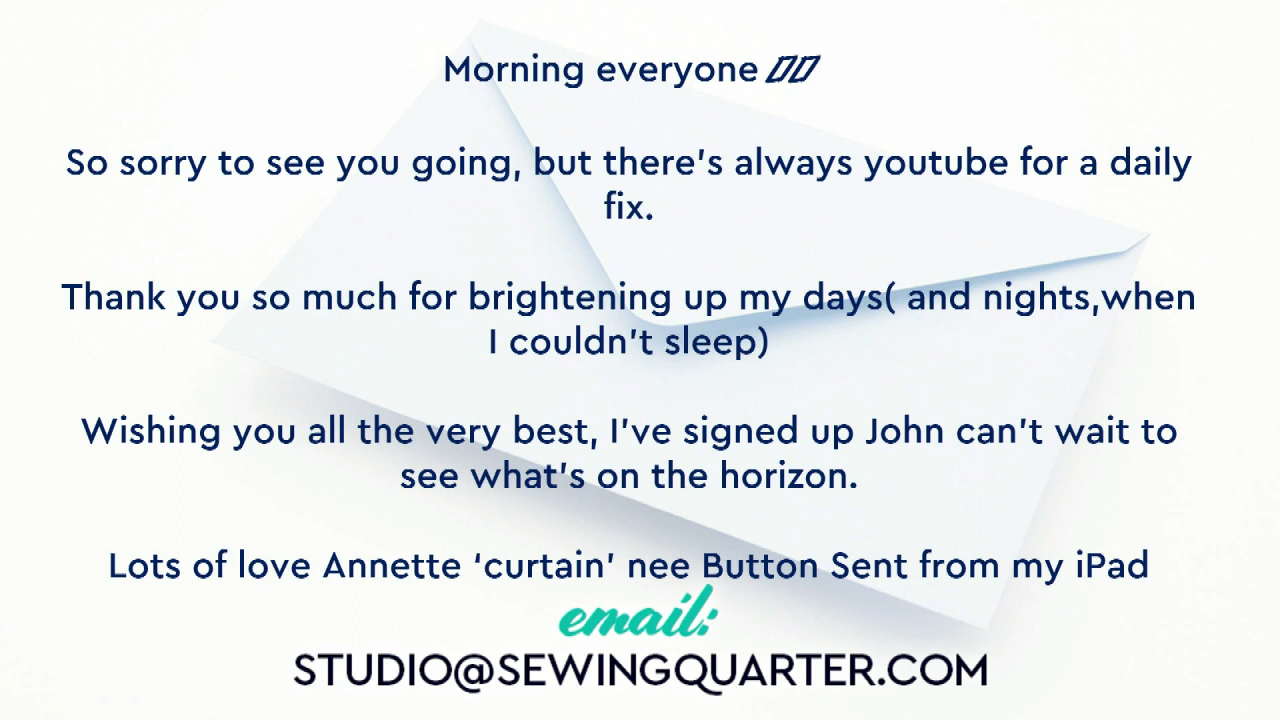 Morning everyone
So sorry to see you going, but there's always youtube for a daily
fix.
Thank you so much for brightening up my days( and nights,when
I couldn't sleep)
Wishing you all the very best, I've signed up John can't wait to
see what's on the horizon.
Lots of love Annette ‘curtain’ nee Button Sent from my iPad
email:
STUDIO@SEWINGQUARTER.COM